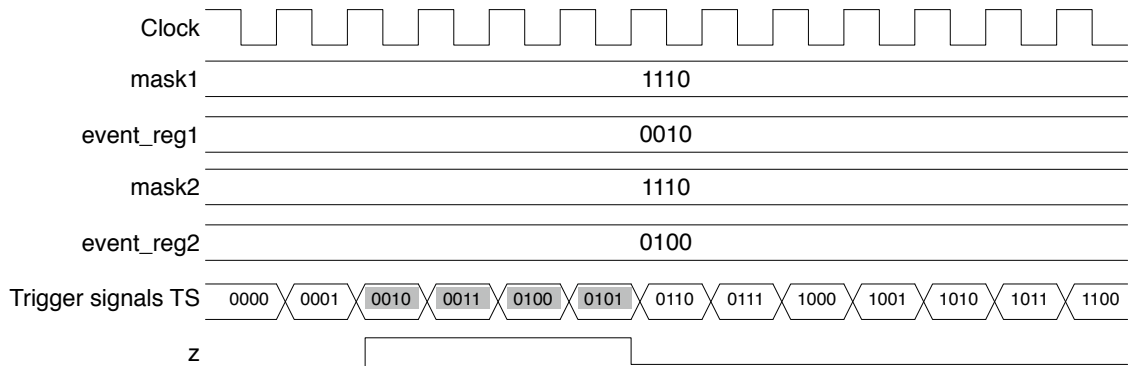 Clock
mask1 1110
event_reg1 0010
mask2 1110
event_reg2 0100
Trigger signals TS 0000 0001 0010 0011 0100 0101 0110 0111 1000 1001 1010 1011 1100
z